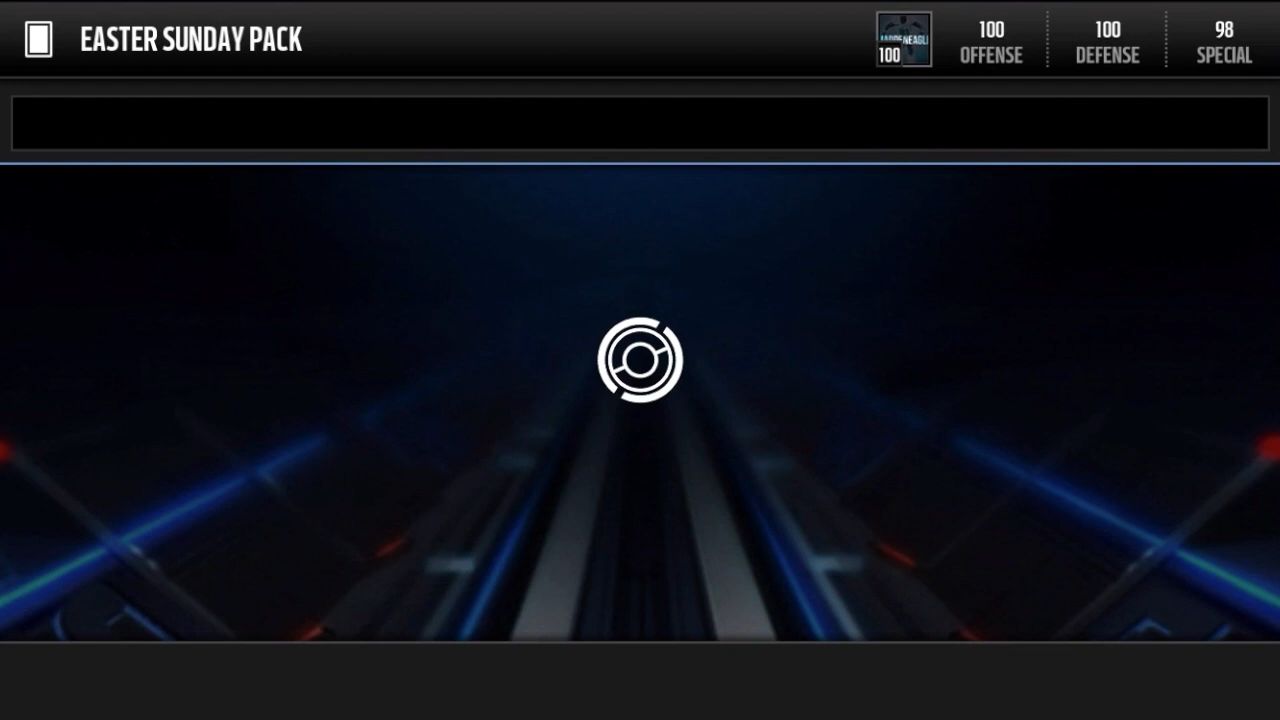 EASTER SUNDAY PACK
100
100
OFFENSE
100
DEFENSE
98
SPECIAL